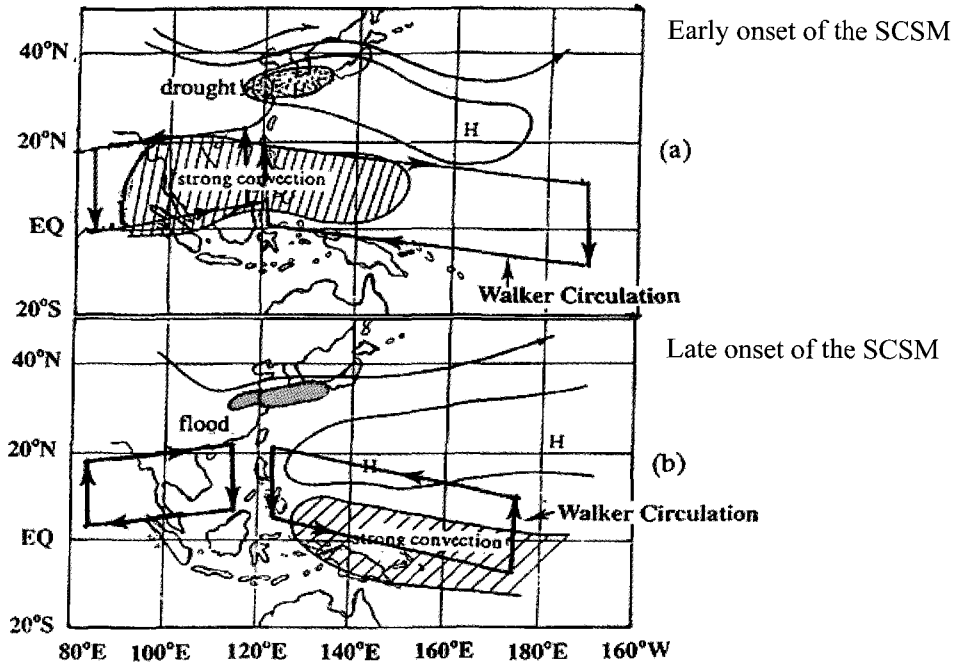 Early onset of the SCSM
40°N
drought
H
20°N
strong convection
(a)
EQ
Walker Circulation
20°S
Late onset of the SCSM
40°N
flood
20°N
H
H
(b)
Walker Circulation
EQ
strong convection
20°S
80°E 100°E 120°E 140°E 160°E 180°E 160°W